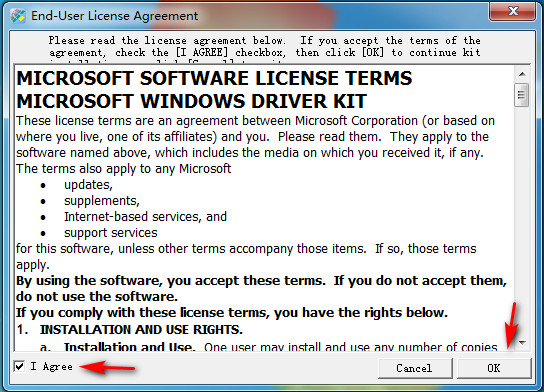 End-User License Agreement
Please read the license agreement below.  If you accept the terms of the
agreement, check the [I AGREE] checkbox, then click [OK] to continue kit
MICROSOFT SOFTWARE LICENSE TERMS
MICROSOFT WINDOWS DRIVER KIT
These license terms are an agreement between Microsoft Corporation (or based on
where you live, one of its affiliates) and you.  Please read them.  They apply to the
software named above, which includes the media on which you received it, if any.
The terms also apply to any Microsoft
• updates,
• supplements,
• Internet-based services, and
• support services
for this software, unless other terms accompany those items.  If so, those terms
apply.
By using the software, you accept these terms.  If you do not accept them,
do not use the software.
If you comply with these license terms, you have the rights below.
1. INSTALLATION AND USE RIGHTS.
a. Installation and Use.  One user may install and use any number of copies
I Agree
Cancel
OK